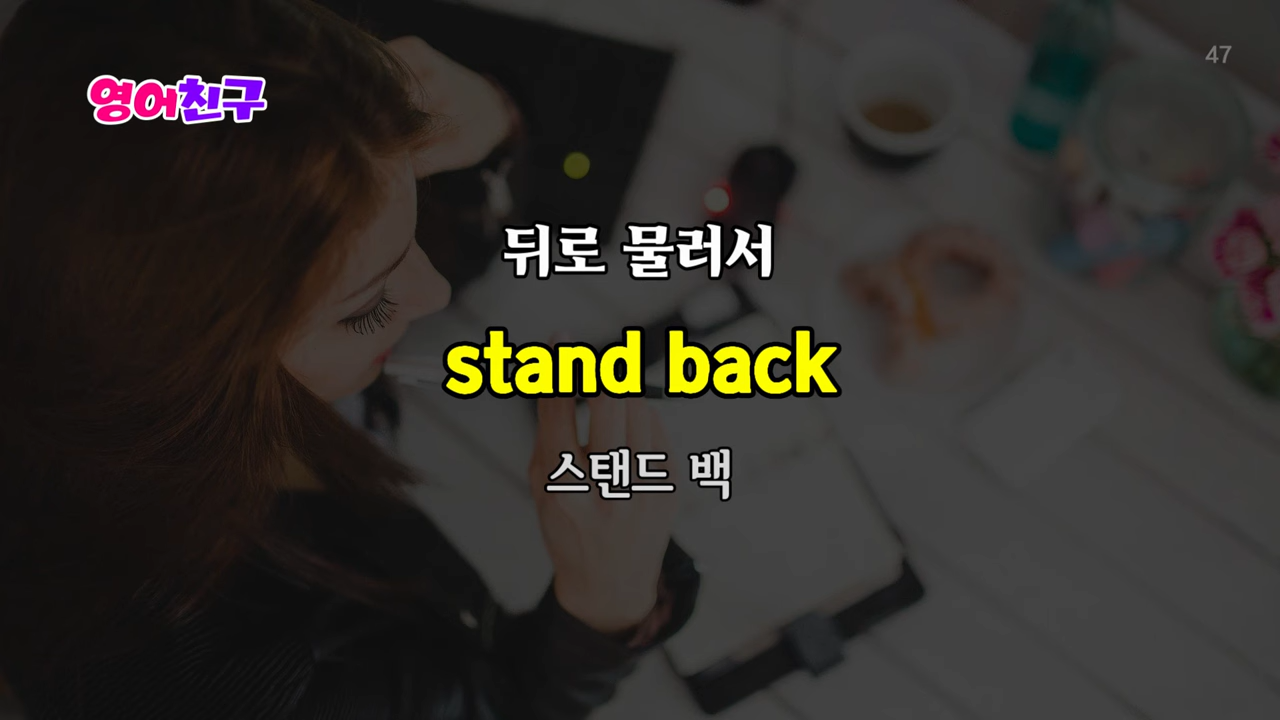 영어친구
47
뒤로 물러서
stand back
스탠드 백